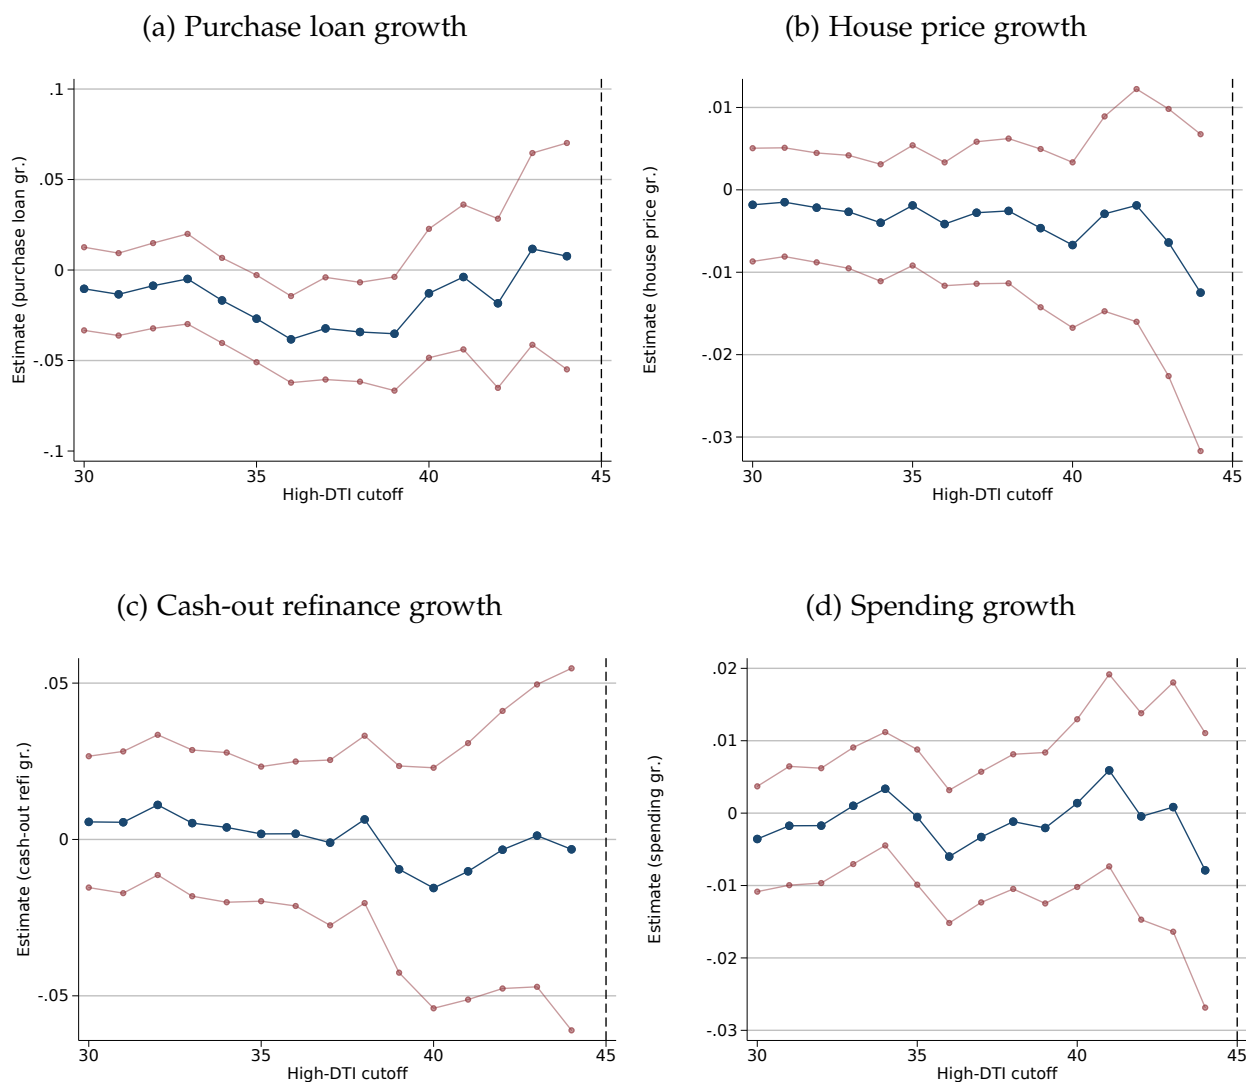 (a) Purchase loan growth
.1
.05
0
-.05
-.1
Estimate (purchase loan gr.)
30 35 40 45
High-DTI cutoff
(b) House price growth
.01
0
-.01
-.02
-.03
Estimate (house price gr.)
30 35 40 45
High-DTI cutoff
(c) Cash-out refinance growth
.05
0
-.05
Estimate (cash-out refi gr.)
30 35 40 45
High-DTI cutoff
(d) Spending growth
.02
.01
0
-.01
-.02
-.03
Estimate (spending gr.)
30 35 40 45
High-DTI cutoff